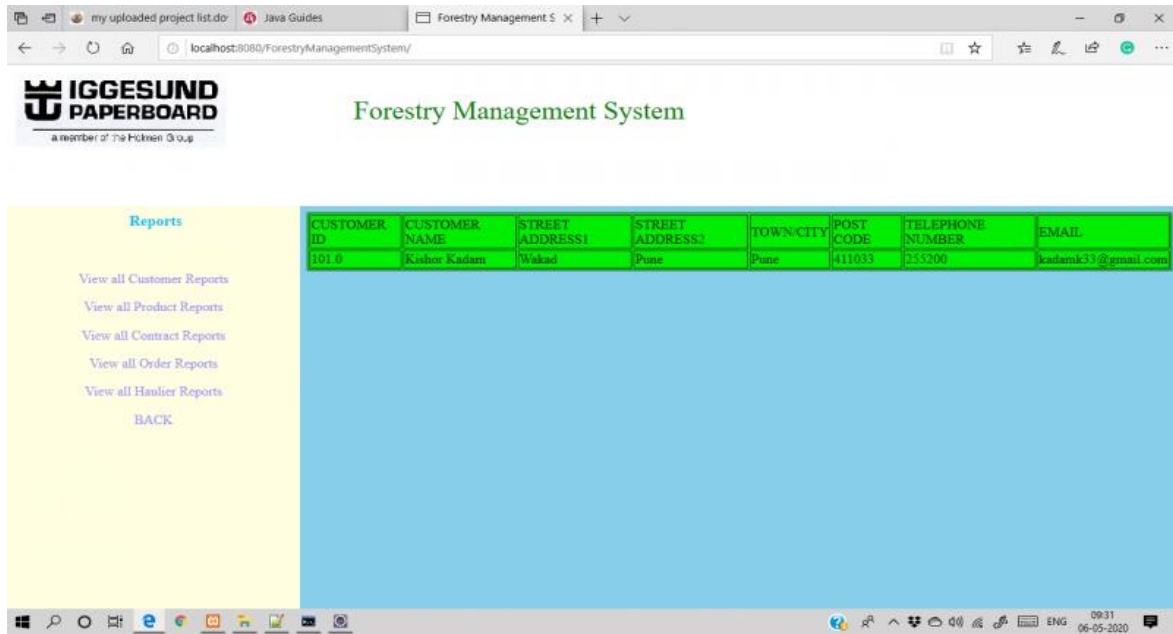 my uploaded project list.do
Java Guides
Forestry Management S
localhost:8080/ForestryManagementSystem/
IGGESUND
PAPERBOARD
a member of the Holmen Group
Forestry Management System
Reports
View all Customer Reports
View all Product Reports
View all Contract Reports
View all Order Reports
View all Haulier Reports
BACK
CUSTOMER ID CUSTOMER NAME STREET ADDRESS1 STREET ADDRESS2 TOWN/CITY POST CODE TELEPHONE NUMBER EMAIL
101.0 Kishor Kadam Wakad Pune Pune 411033 255200 kadamk33@gmail.com
ENG
09:31
06-05-2020